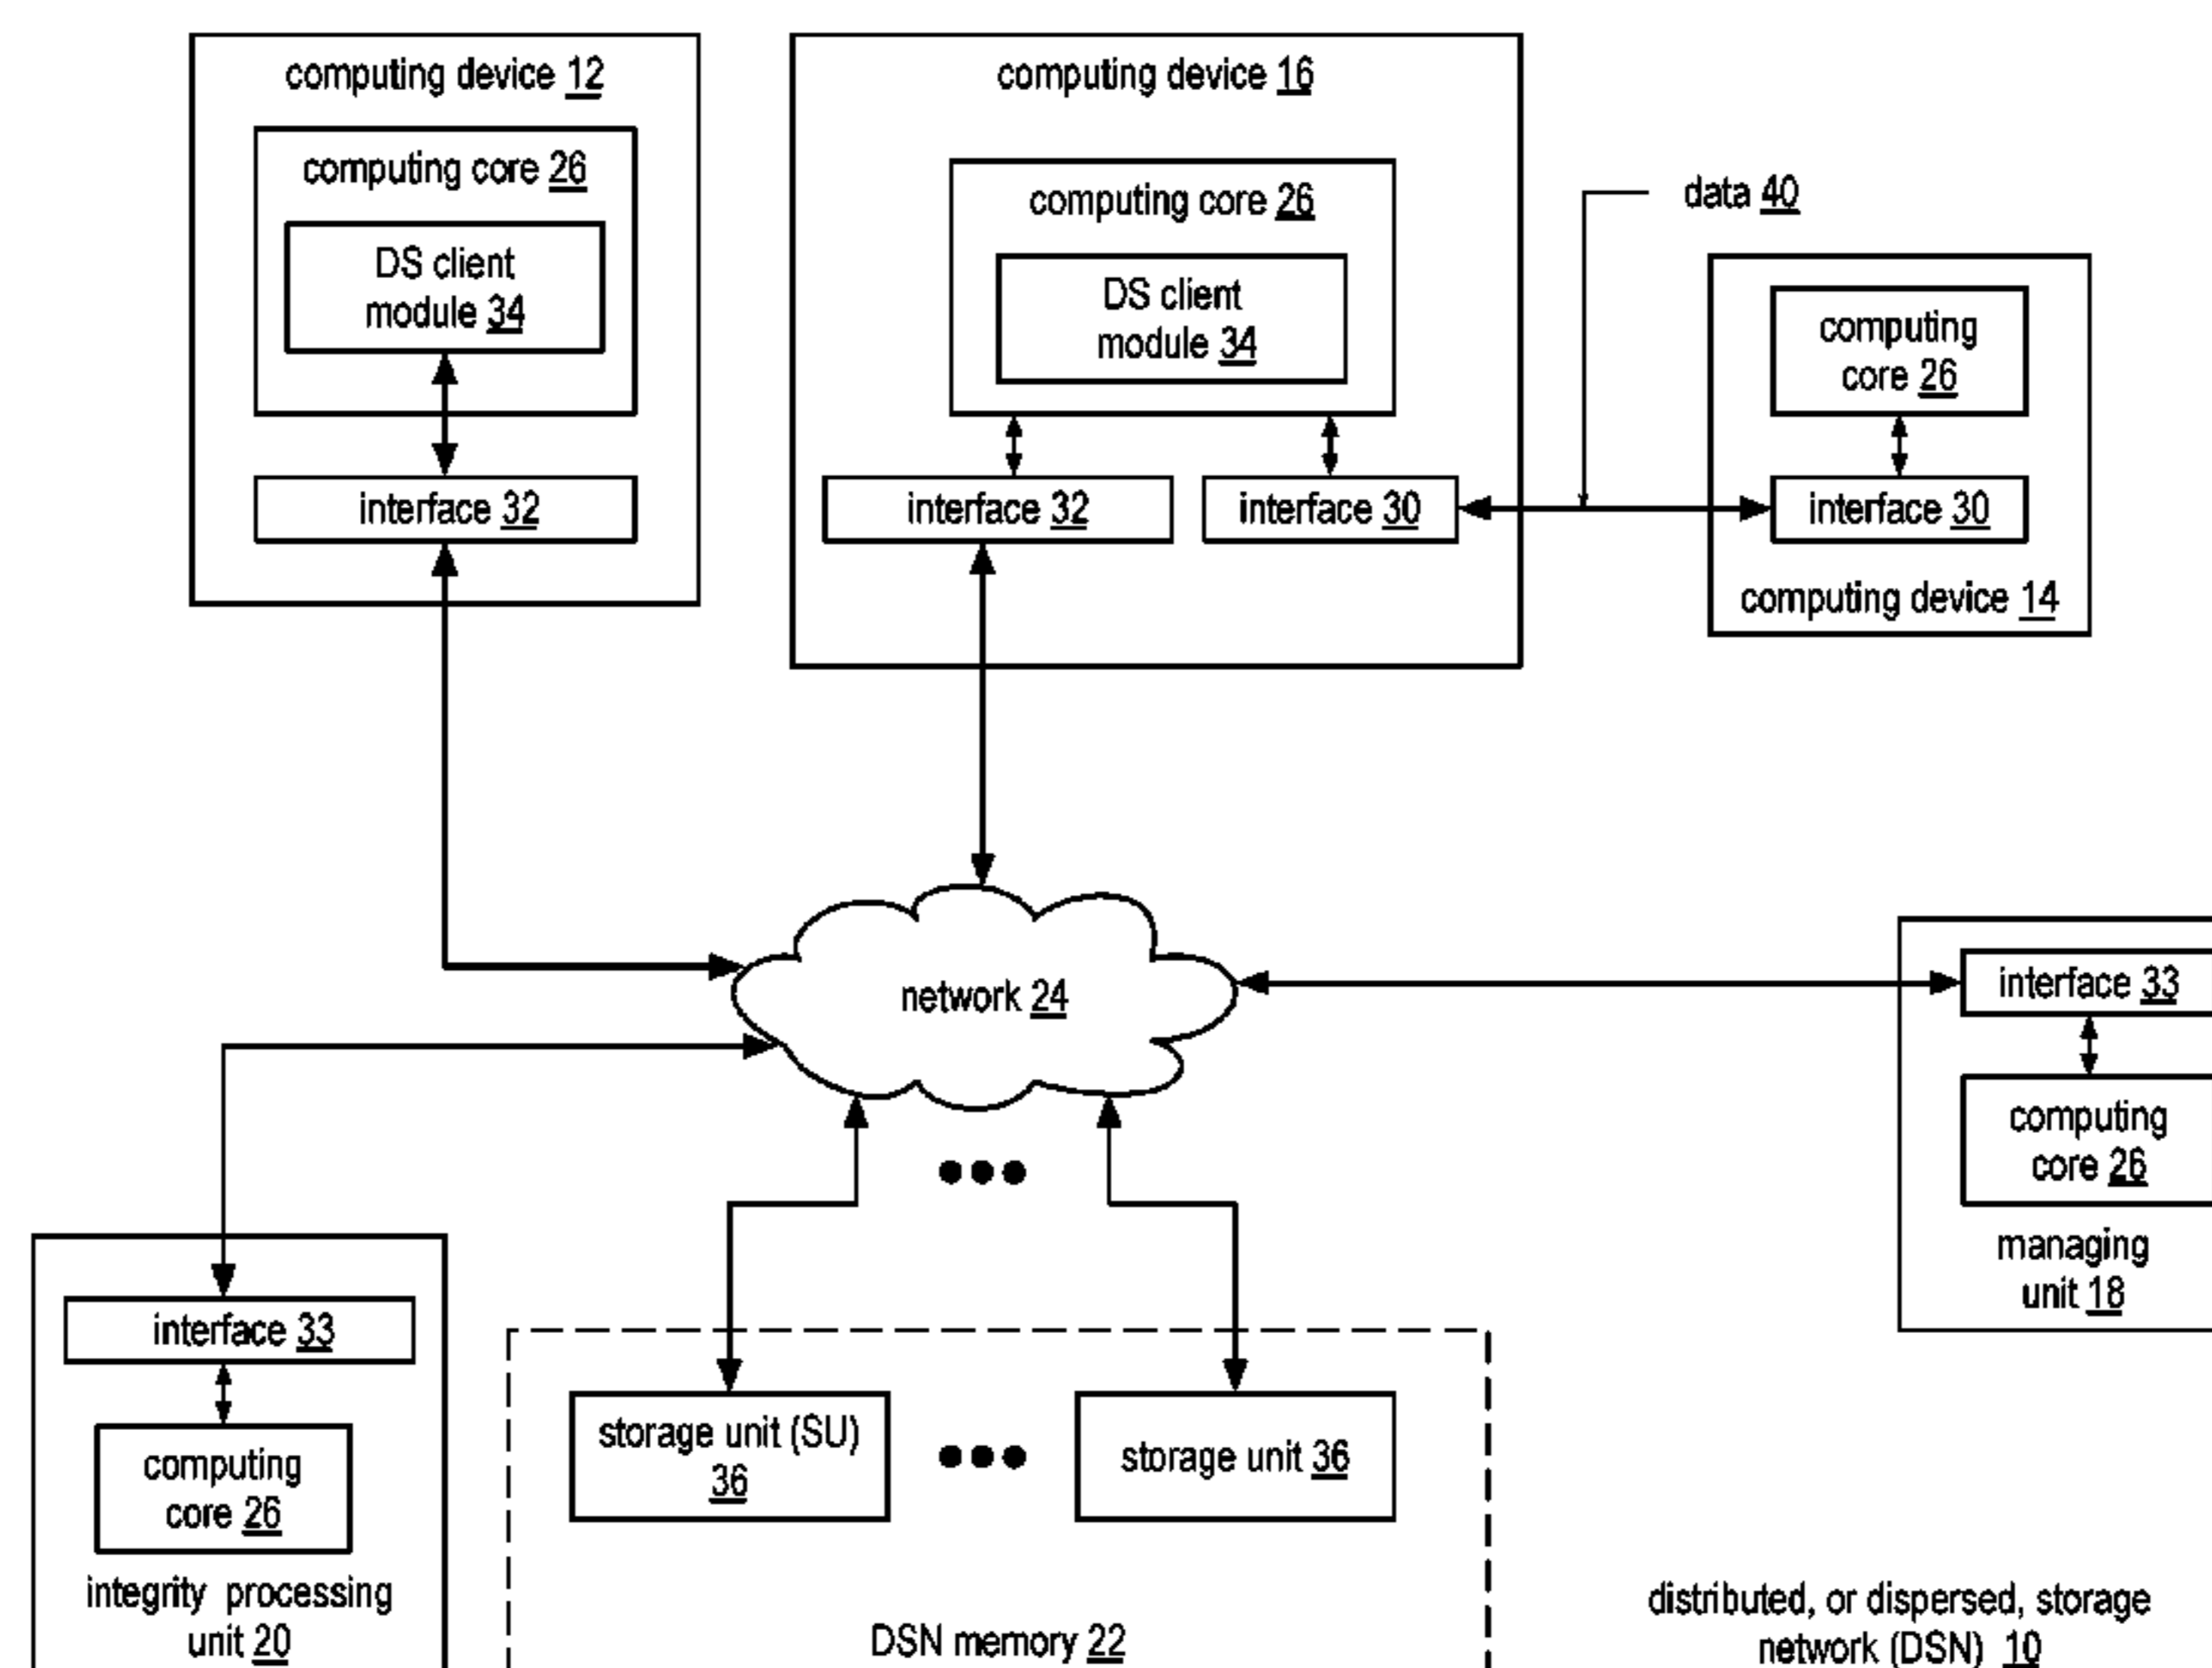 computing device 12
computing core 26
DS client
module 34
interface 32
computing device 16
computing core 26
DS client
module 34
interface 32
interface 30
data 40
computing
core 26
interface 30
computing device 14
network 24
interface 33
computing
core 26
managing
unit 18
interface 33
computing
core 26
integrity processing
unit 20
storage unit (SU)
36
storage unit 36
DSN memory 22
distributed, or dispersed, storage
network (DSN) 10